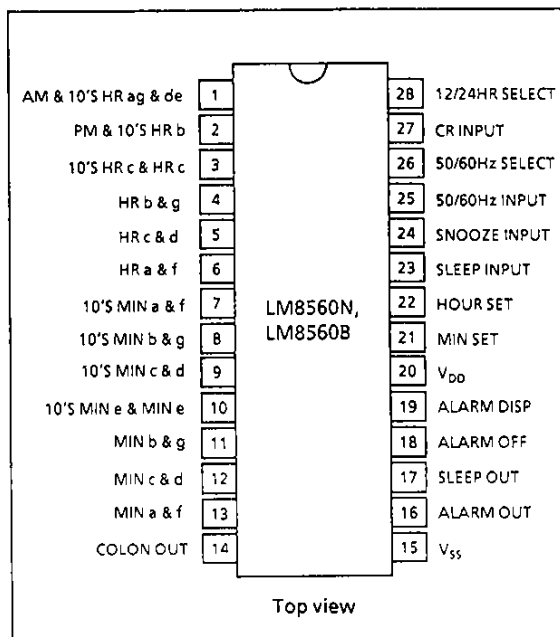 AM & 10'S HR ag & de 1
PM & 10'S HR b 2
10'S HR c & HR c 3
HR b & g 4
HR c & d 5
HR a & f 6
10'S MIN a & f 7
10'S MIN b & g 8
10'S MIN c & d 9
10'S MIN e & MIN e 10
MIN b & g 11
MIN c & d 12
MIN a & f 13
COLON OUT 14
LM8560N,
LM8560B
28 12/24HR SELECT
27 CR INPUT
26 50/60Hz SELECT
25 50/60Hz INPUT
24 SNOOZE INPUT
23 SLEEP INPUT
22 HOUR SET
21 MIN SET
20 VDD
19 ALARM DISP
18 ALARM OFF
17 SLEEP OUT
16 ALARM OUT
15 VSS
Top view